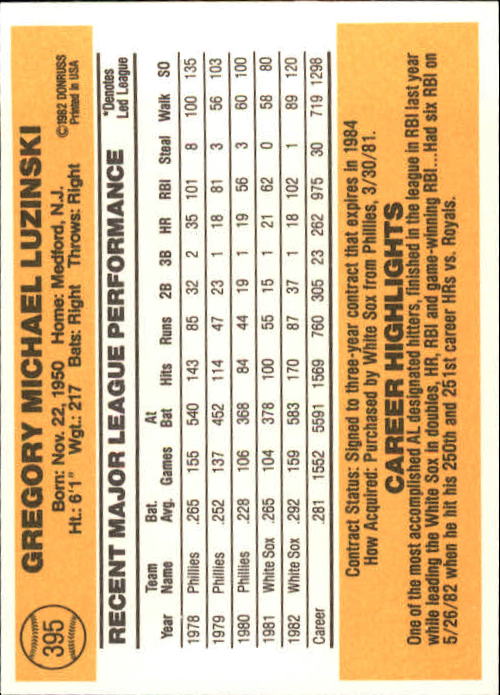 395
GREGORY MICHAEL LUZINSKI
Born: Nov. 22, 1950 Home: Medford, N.J.
Ht.: 6'1" Wgt.: 217 Bats: Right Throws: Right
©1982 DONRUSS
Printed in USA
RECENT MAJOR LEAGUE PERFORMANCE
*Denotes
Led League
Year Team Name Bat. Avg. Games At Bat Hits Runs 2B 3B HR RBI Steal Walk SO
1978 Phillies .265 155 540 143 85 32 2 35 101 8 100 135
1979 Phillies .252 137 452 114 47 23 1 18 81 3 56 103
1980 Phillies .228 106 368 84 44 19 1 19 56 3 60 100
1981 White Sox .265 104 378 100 55 15 1 21 62 0 58 80
1982 White Sox .292 159 583 170 87 37 1 18 102 1 89 120
Career .281 1552 5591 1569 760 305 23 262 975 30 719 1298
Contract Status: Signed to three-year contract that expires in 1984
How Acquired: Purchased by White Sox from Phillies, 3/30/81.
CAREER HIGHLIGHTS
One of the most accomplished AL designated hitters, finished in the league in RBI last year
while leading the White Sox in doubles, HR, RBI and game-winning RBI...Had six RBI on
5/26/82 when he hit his 250th and 251st career HRs vs. Royals.